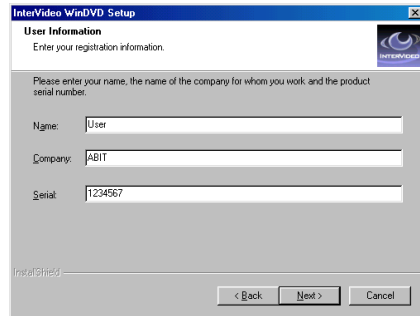 InterVideo WinDVD Setup
User Information
Enter your registration information.
INTERVIDEO
Please enter your name, the name of the company for whom you work and the product
serial number.
Name: User
Company: ABIT
Serial: 1234567
InstallShield
< Back Next > Cancel